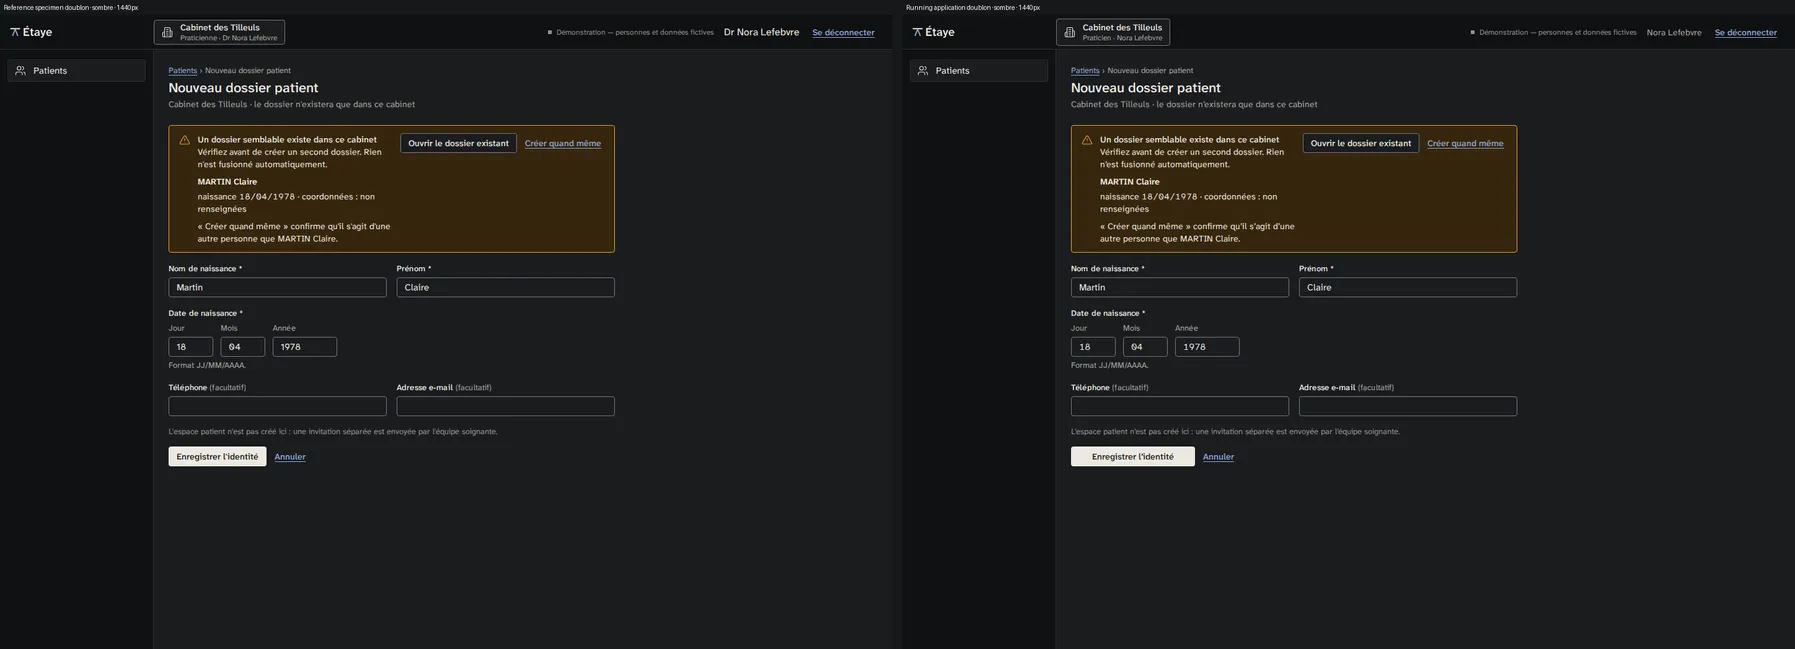 Reference specimen doublon · sombre · 1440px
Étaye
Cabinet des Tilleuls
Praticienne · Dr Nora Lefebvre
Démonstration — personnes et données fictives
Dr Nora Lefebvre
Se déconnecter
Patients
Patients › Nouveau dossier patient
Nouveau dossier patient
Cabinet des Tilleuls · le dossier n'existera que dans ce cabinet
Un dossier semblable existe dans ce cabinet
Vérifiez avant de créer un second dossier. Rien
n'est fusionné automatiquement.
Ouvrir le dossier existant
Créer quand même
MARTIN Claire
naissance 18/04/1978 · coordonnées : non
renseignées
« Créer quand même » confirme qu'il s'agit d'une
autre personne que MARTIN Claire.
Nom de naissance *
Prénom *
Martin
Claire
Date de naissance *
Jour
Mois
Année
18
04
1978
Format JJ/MM/AAAA.
Téléphone (facultatif)
Adresse e-mail (facultatif)
L'espace patient n'est pas créé ici : une invitation séparée est envoyée par l'équipe soignante.
Enregistrer l'identité
Annuler
Running application doublon · sombre · 1440px
Étaye
Cabinet des Tilleuls
Praticien · Nora Lefebvre
Démonstration — personnes et données fictives
Nora Lefebvre
Se déconnecter
Patients
Patients › Nouveau dossier patient
Nouveau dossier patient
Cabinet des Tilleuls · le dossier n'existera que dans ce cabinet
Un dossier semblable existe dans ce cabinet
Vérifiez avant de créer un second dossier. Rien
n'est fusionné automatiquement.
Ouvrir le dossier existant
Créer quand même
MARTIN Claire
naissance 18/04/1978 · coordonnées : non
renseignées
« Créer quand même » confirme qu'il s'agit d'une
autre personne que MARTIN Claire.
Nom de naissance *
Prénom *
Martin
Claire
Date de naissance *
Jour
Mois
Année
18
04
1978
Format JJ/MM/AAAA.
Téléphone (facultatif)
Adresse e-mail (facultatif)
L'espace patient n'est pas créé ici : une invitation séparée est envoyée par l'équipe soignante.
Enregistrer l'identité
Annuler